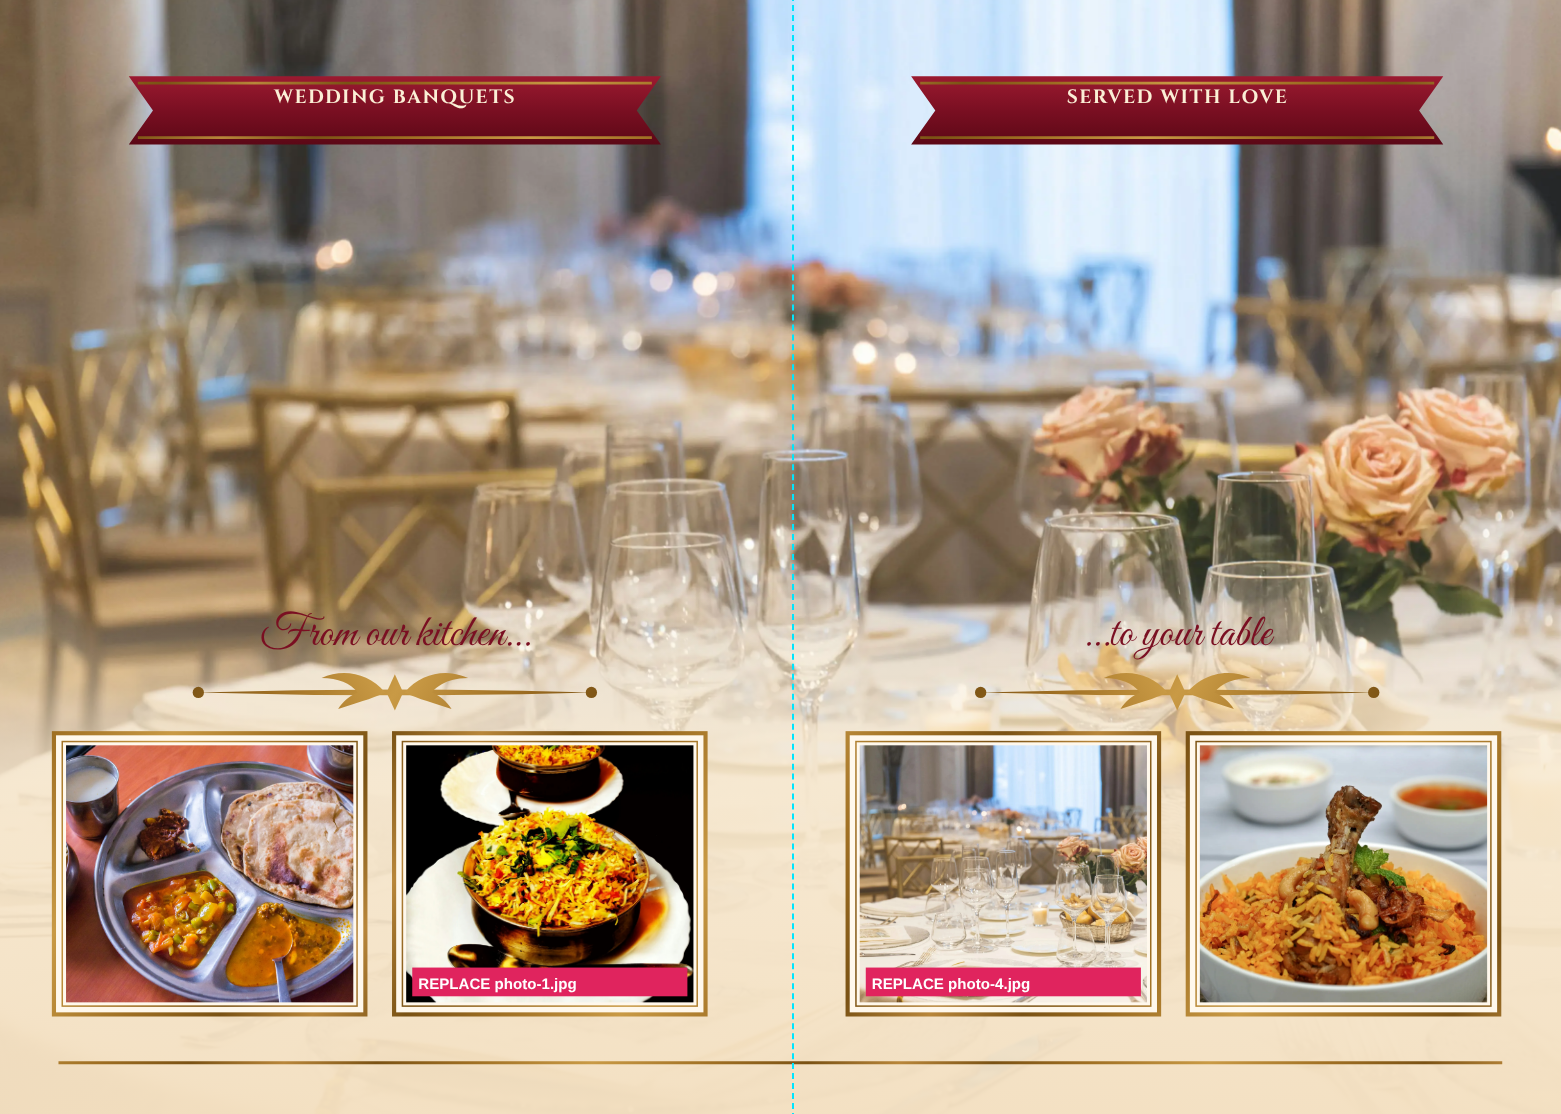 WEDDING BANQUETS
SERVED WITH LOVE
From our kitchen...
...to your table
REPLACE photo-1.jpg
REPLACE photo-4.jpg